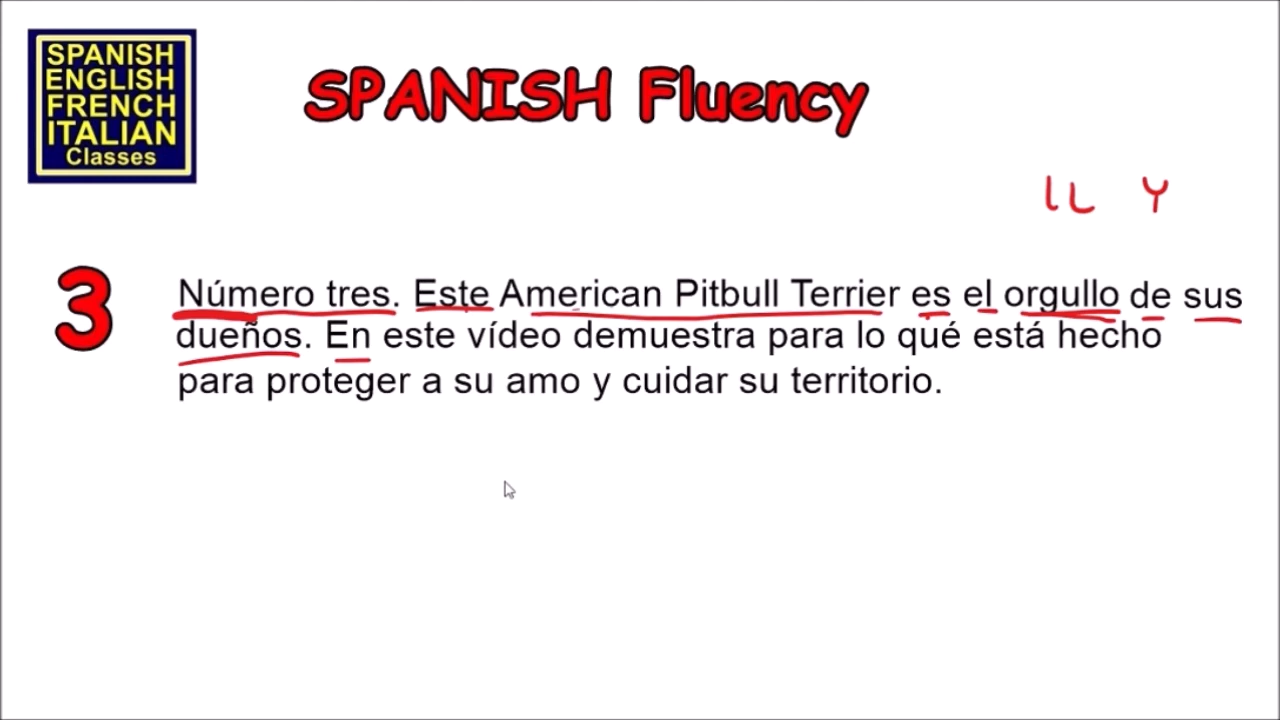 SPANISH
ENGLISH
FRENCH
ITALIAN
Classes
SPANISH Fluency
LL Y
3
Número tres. Este American Pitbull Terrier es el orgullo de sus
dueños. En este vídeo demuestra para lo qué está hecho
para proteger a su amo y cuidar su territorio.